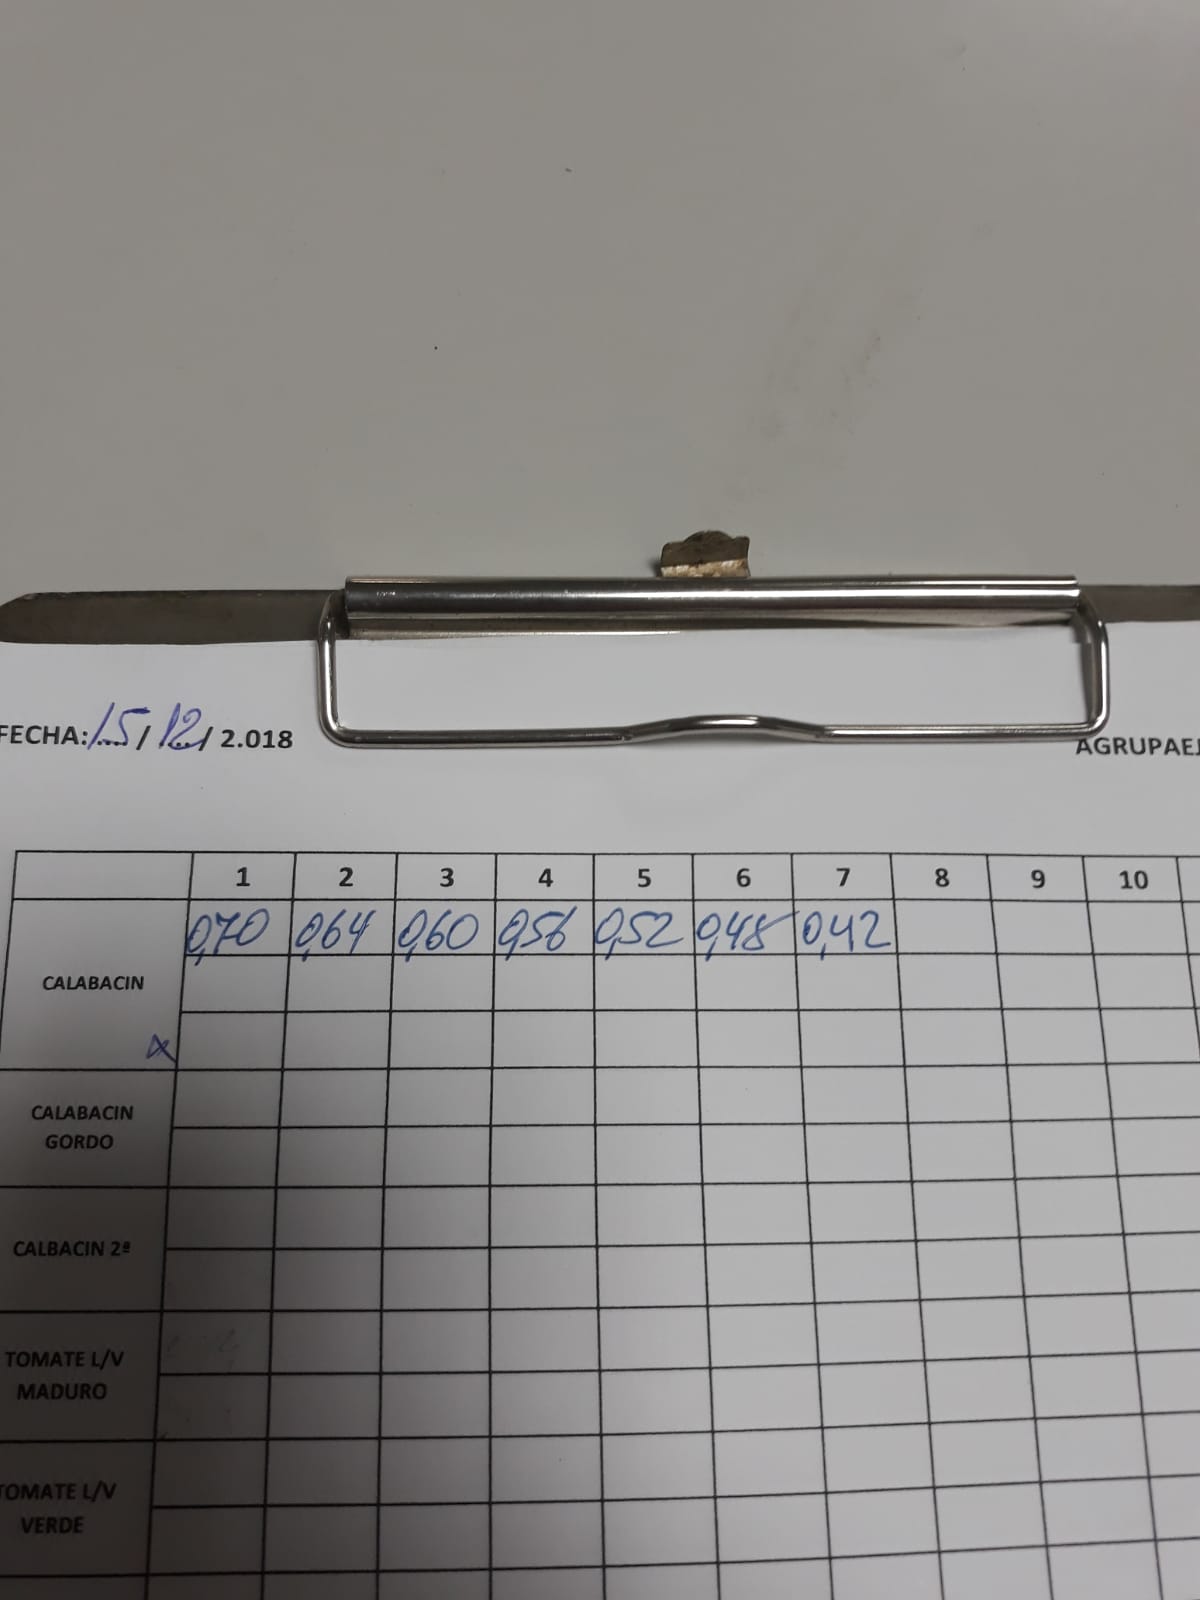 FECHA: 15/12/2.018
AGRUPAEJ
1 2 3 4 5 6 7 8 9 10
0,70 0,64 0,60 0,56 0,52 0,48 0,42
CALABACIN
CALABACIN
GORDO
CALBACIN 2ª
TOMATE L/V
MADURO
TOMATE L/V
VERDE